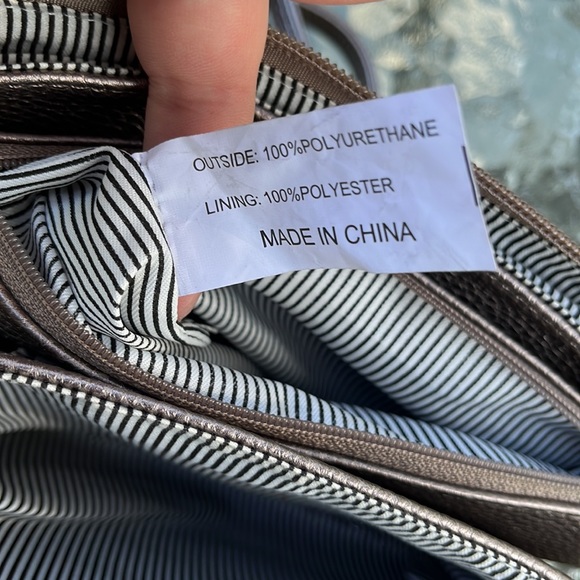 OUTSIDE: 100%POLYURETHANE
LINING: 100%POLYESTER
MADE IN CHINA